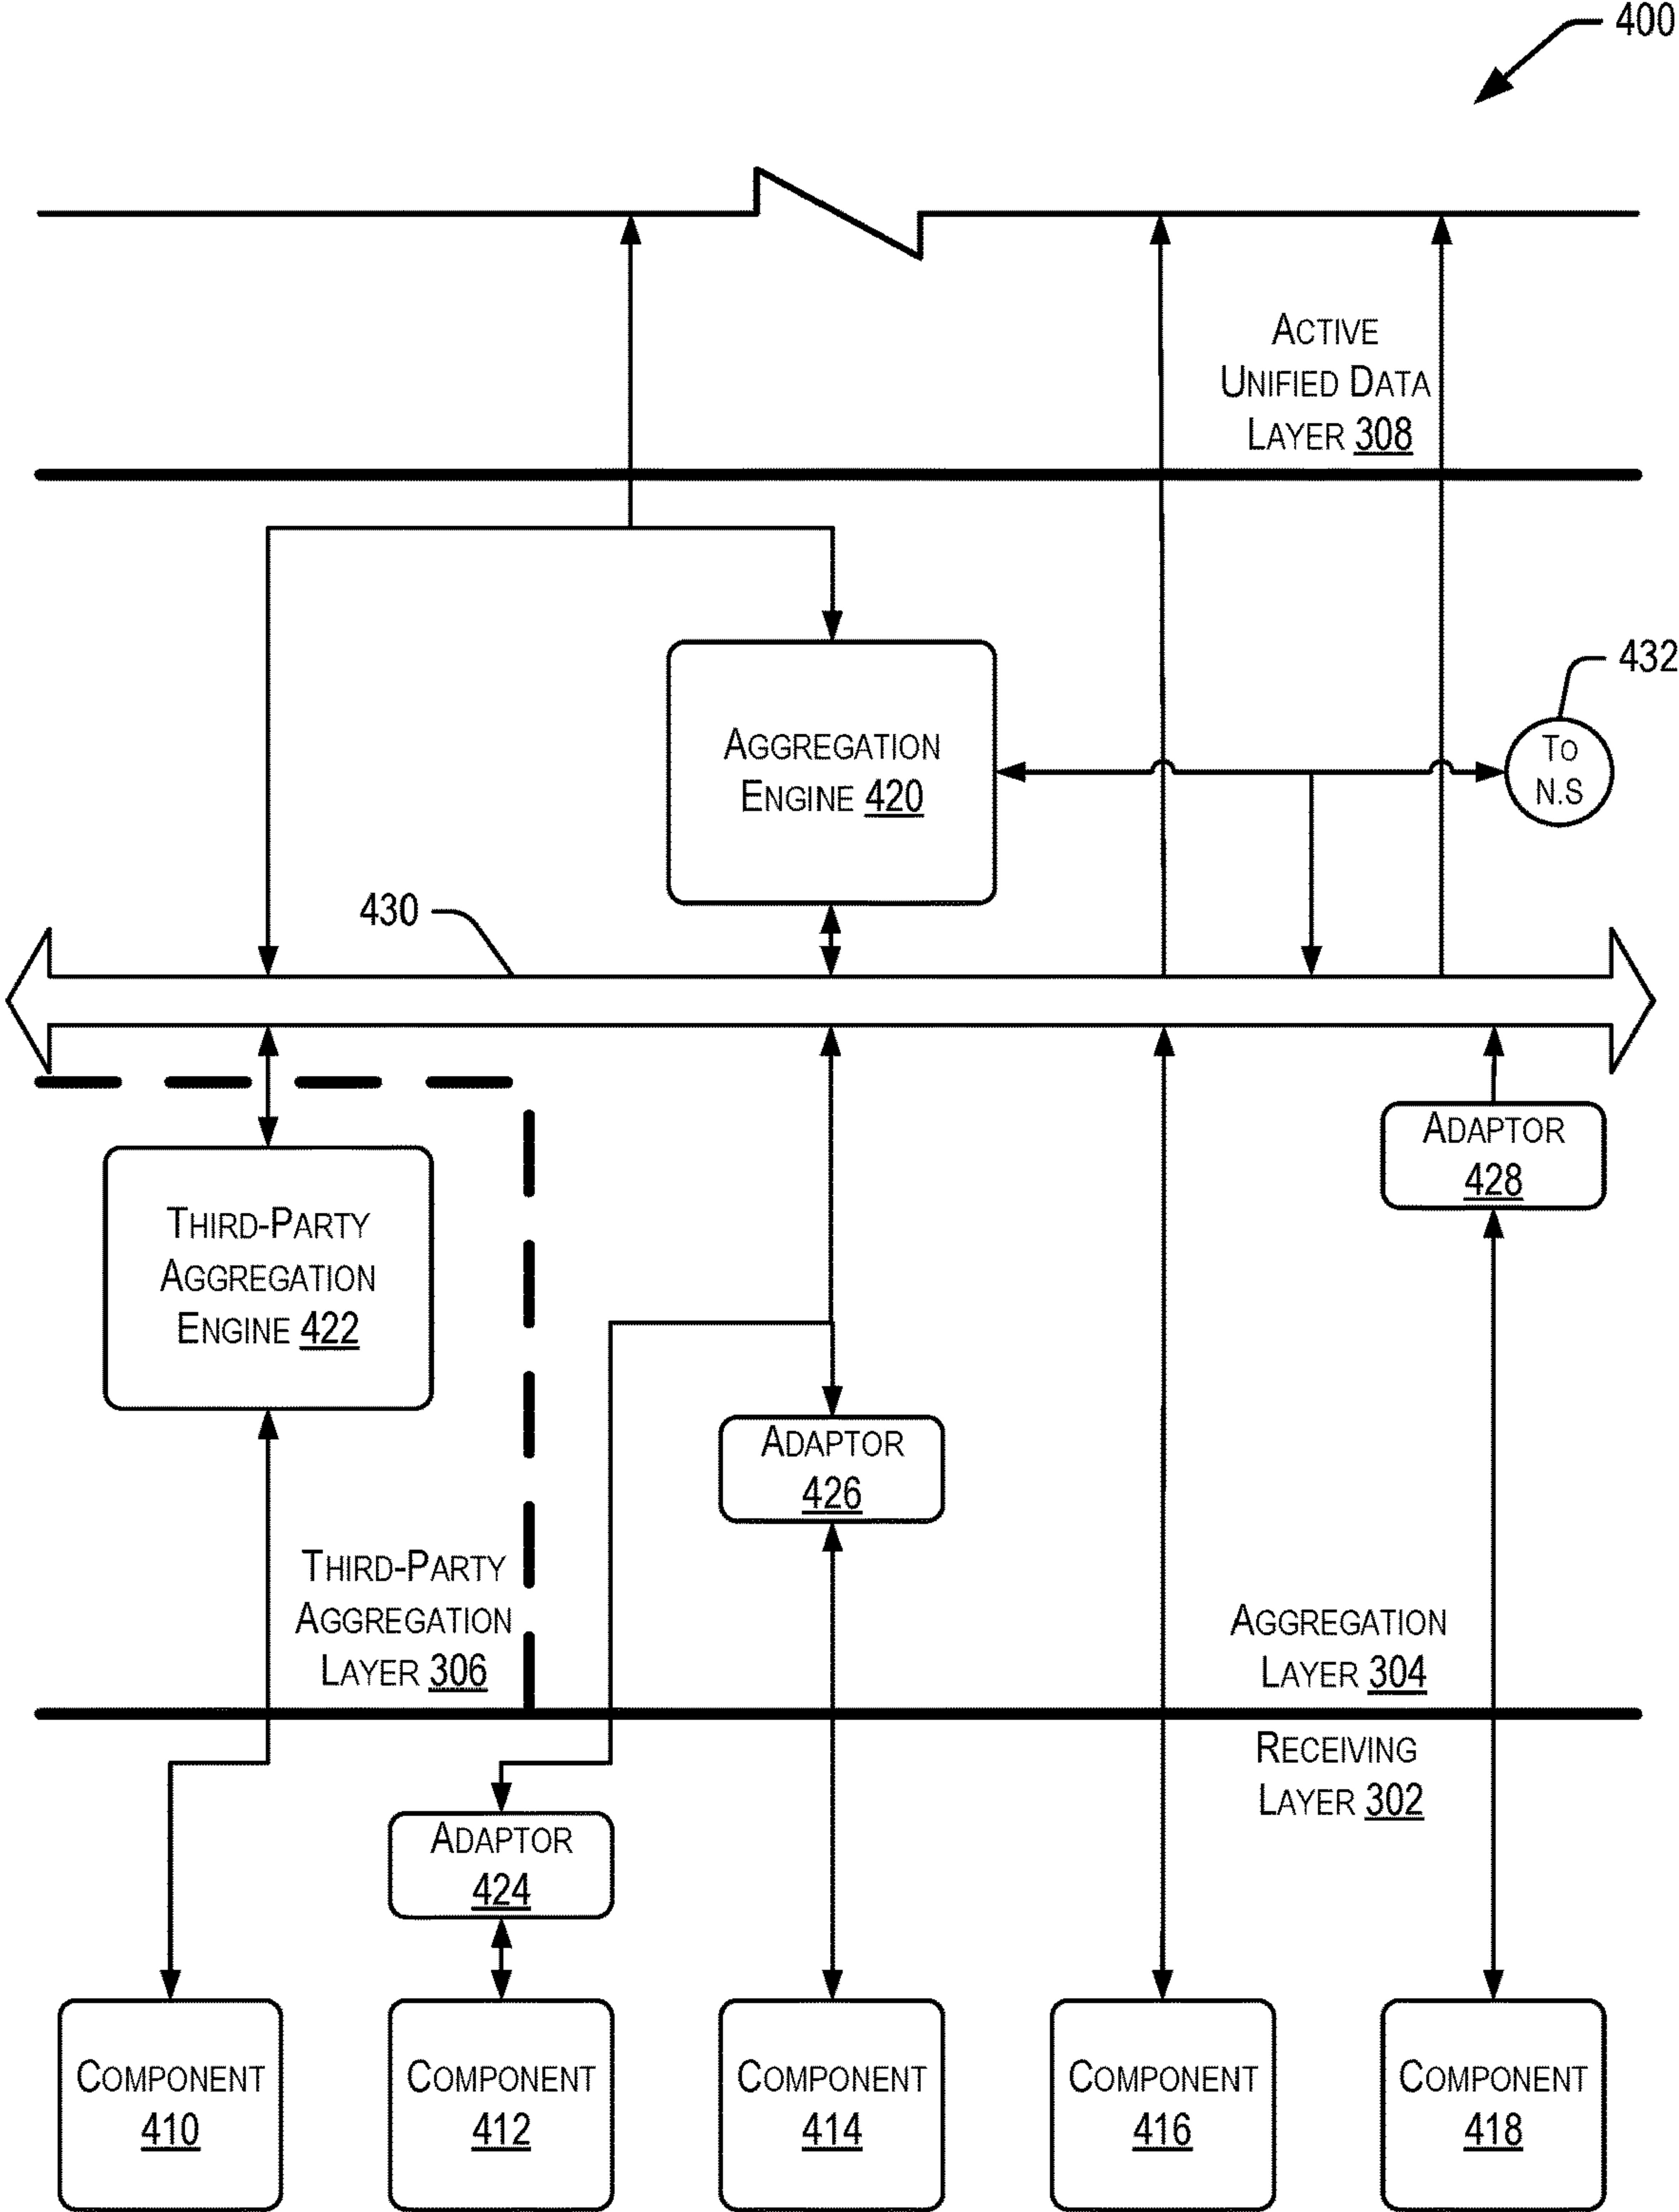 400
Active
Unified Data
Layer 308
432
Aggregation
Engine 420
To
N.S
430
Adaptor
428
Third-Party
Aggregation
Engine 422
Adaptor
426
Third-Party
Aggregation
Layer 306
Aggregation
Layer 304
Receiving
Layer 302
Adaptor
424
Component
410
Component
412
Component
414
Component
416
Component
418